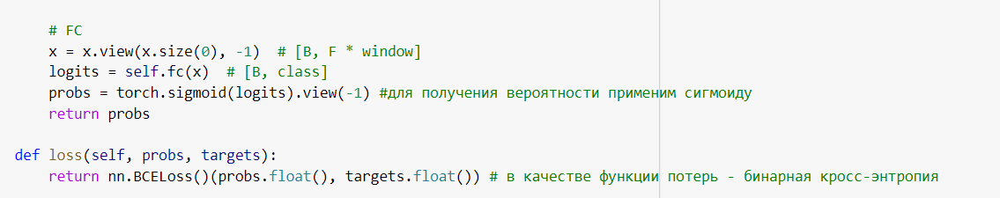 # FC
x = x.view(x.size(0), -1)  # [B, F * window]
logits = self.fc(x)  # [B, class]
probs = torch.sigmoid(logits).view(-1) #для получения вероятности применим сигмоиду
return probs
def loss(self, probs, targets):
return nn.BCELoss()(probs.float(), targets.float()) # в качестве функции потерь - бинарная кросс-энтропия